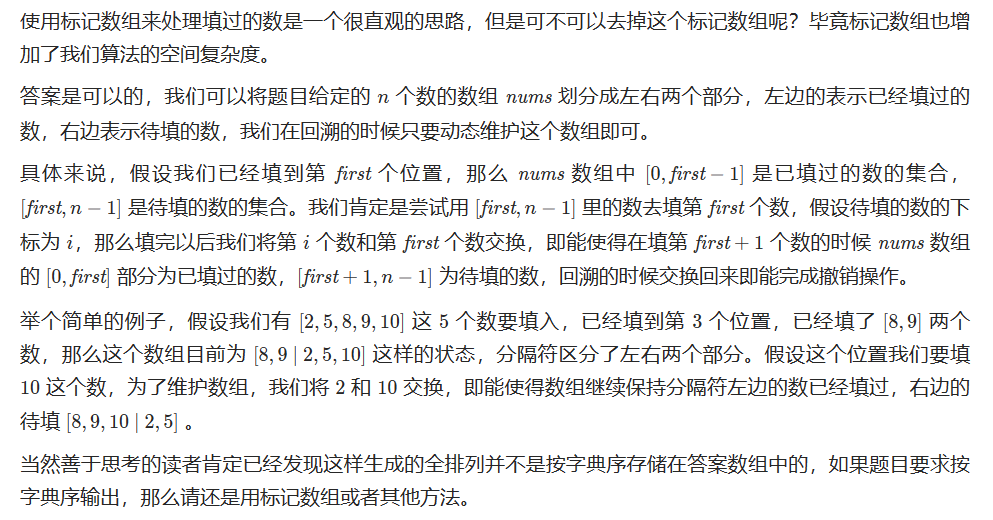 使用标记数组来处理填过的数是一个很直观的思路，但是可不可以去掉这个标记数组呢？毕竟标记数组也增
加了我们算法的空间复杂度。
答案是可以的，我们可以将题目给定的 n 个数的数组 nums 划分成左右两个部分，左边的表示已经填过的
数，右边表示待填的数，我们在回溯的时候只要动态维护这个数组即可。
具体来说，假设我们已经填到第 first 个位置，那么 nums 数组中 [0, first − 1] 是已填过的数的集合，
[first, n − 1] 是待填的数的集合。我们肯定是尝试用 [first, n − 1] 里的数去填第 first 个数，假设待填的数的下
标为 i，那么填完以后我们将第 i 个数和第 first 个数交换，即能使得在填第 first + 1 个数的时候 nums 数组
的 [0, first] 部分为已填过的数，[first + 1, n − 1] 为待填的数，回溯的时候交换回来即能完成撤销操作。
举个简单的例子，假设我们有 [2, 5, 8, 9, 10] 这 5 个数要填入，已经填到第 3 个位置，已经填了 [8, 9] 两个
数，那么这个数组目前为 [8, 9 | 2, 5, 10] 这样的状态，分隔符区分了左右两个部分。假设这个位置我们要填
10 这个数，为了维护数组，我们将 2 和 10 交换，即能使得数组继续保持分隔符左边的数已经填过，右边的
待填 [8, 9, 10 | 2, 5] 。
当然善于思考的读者肯定已经发现这样生成的全排列并不是按字典序存储在答案数组中的，如果题目要求按
字典序输出，那么请还是用标记数组或者其他方法。